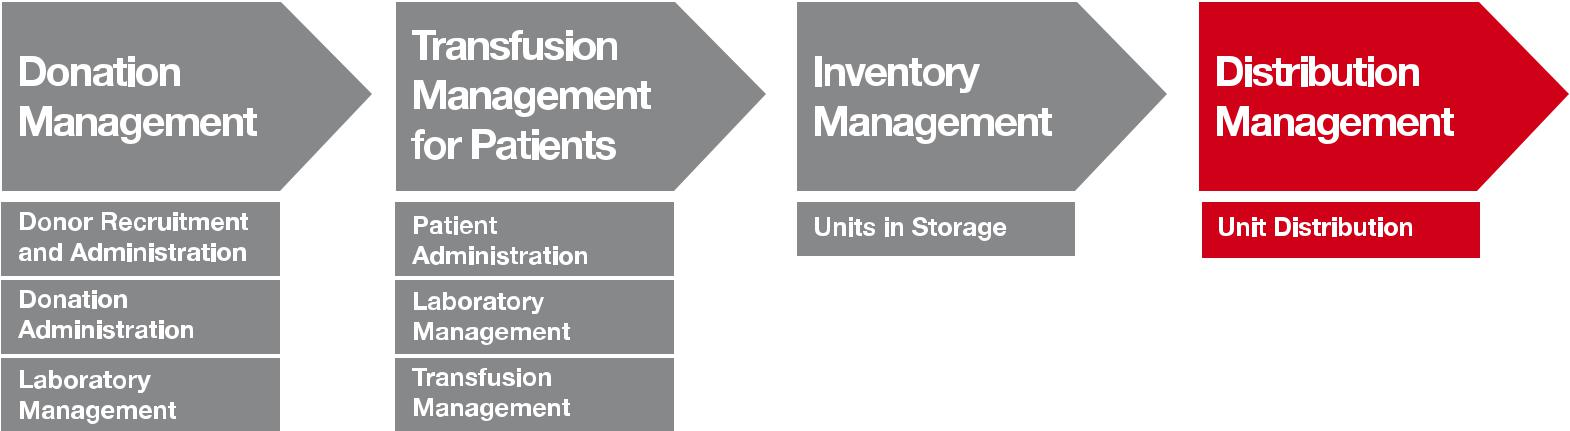 Donation
Management
Donor Recruitment
and Administration
Donation
Administration
Laboratory
Management
Transfusion
Management
for Patients
Patient
Administration
Laboratory
Management
Transfusion
Management
Inventory
Management
Units in Storage
Distribution
Management
Unit Distribution